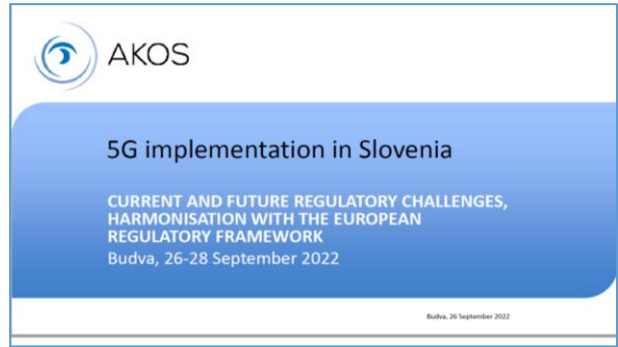 AKOS
5G implementation in Slovenia
CURRENT AND FUTURE REGULATORY CHALLENGES,
HARMONISATION WITH THE EUROPEAN
REGULATORY FRAMEWORK
Budva, 26-28 September 2022
Budva, 26 September 2022